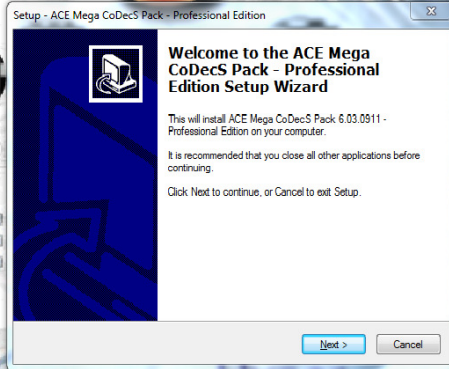 Setup - ACE Mega CoDecS Pack - Professional Edition
Welcome to the ACE Mega
CoDecS Pack - Professional
Edition Setup Wizard
This will install ACE Mega CoDecS Pack 6.03.0911 -
Professional Edition on your computer.
It is recommended that you close all other applications before
continuing.
Click Next to continue, or Cancel to exit Setup.
Next >
Cancel